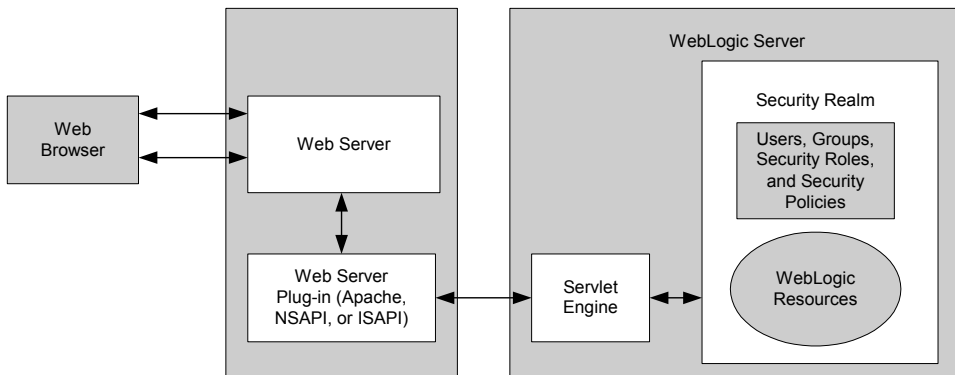 WebLogic Server
Web
Browser
Web Server
Security Realm
Users, Groups,
Security Roles,
and Security
Policies
Web Server
Plug-in (Apache,
NSAPI, or ISAPI)
Servlet
Engine
WebLogic
Resources